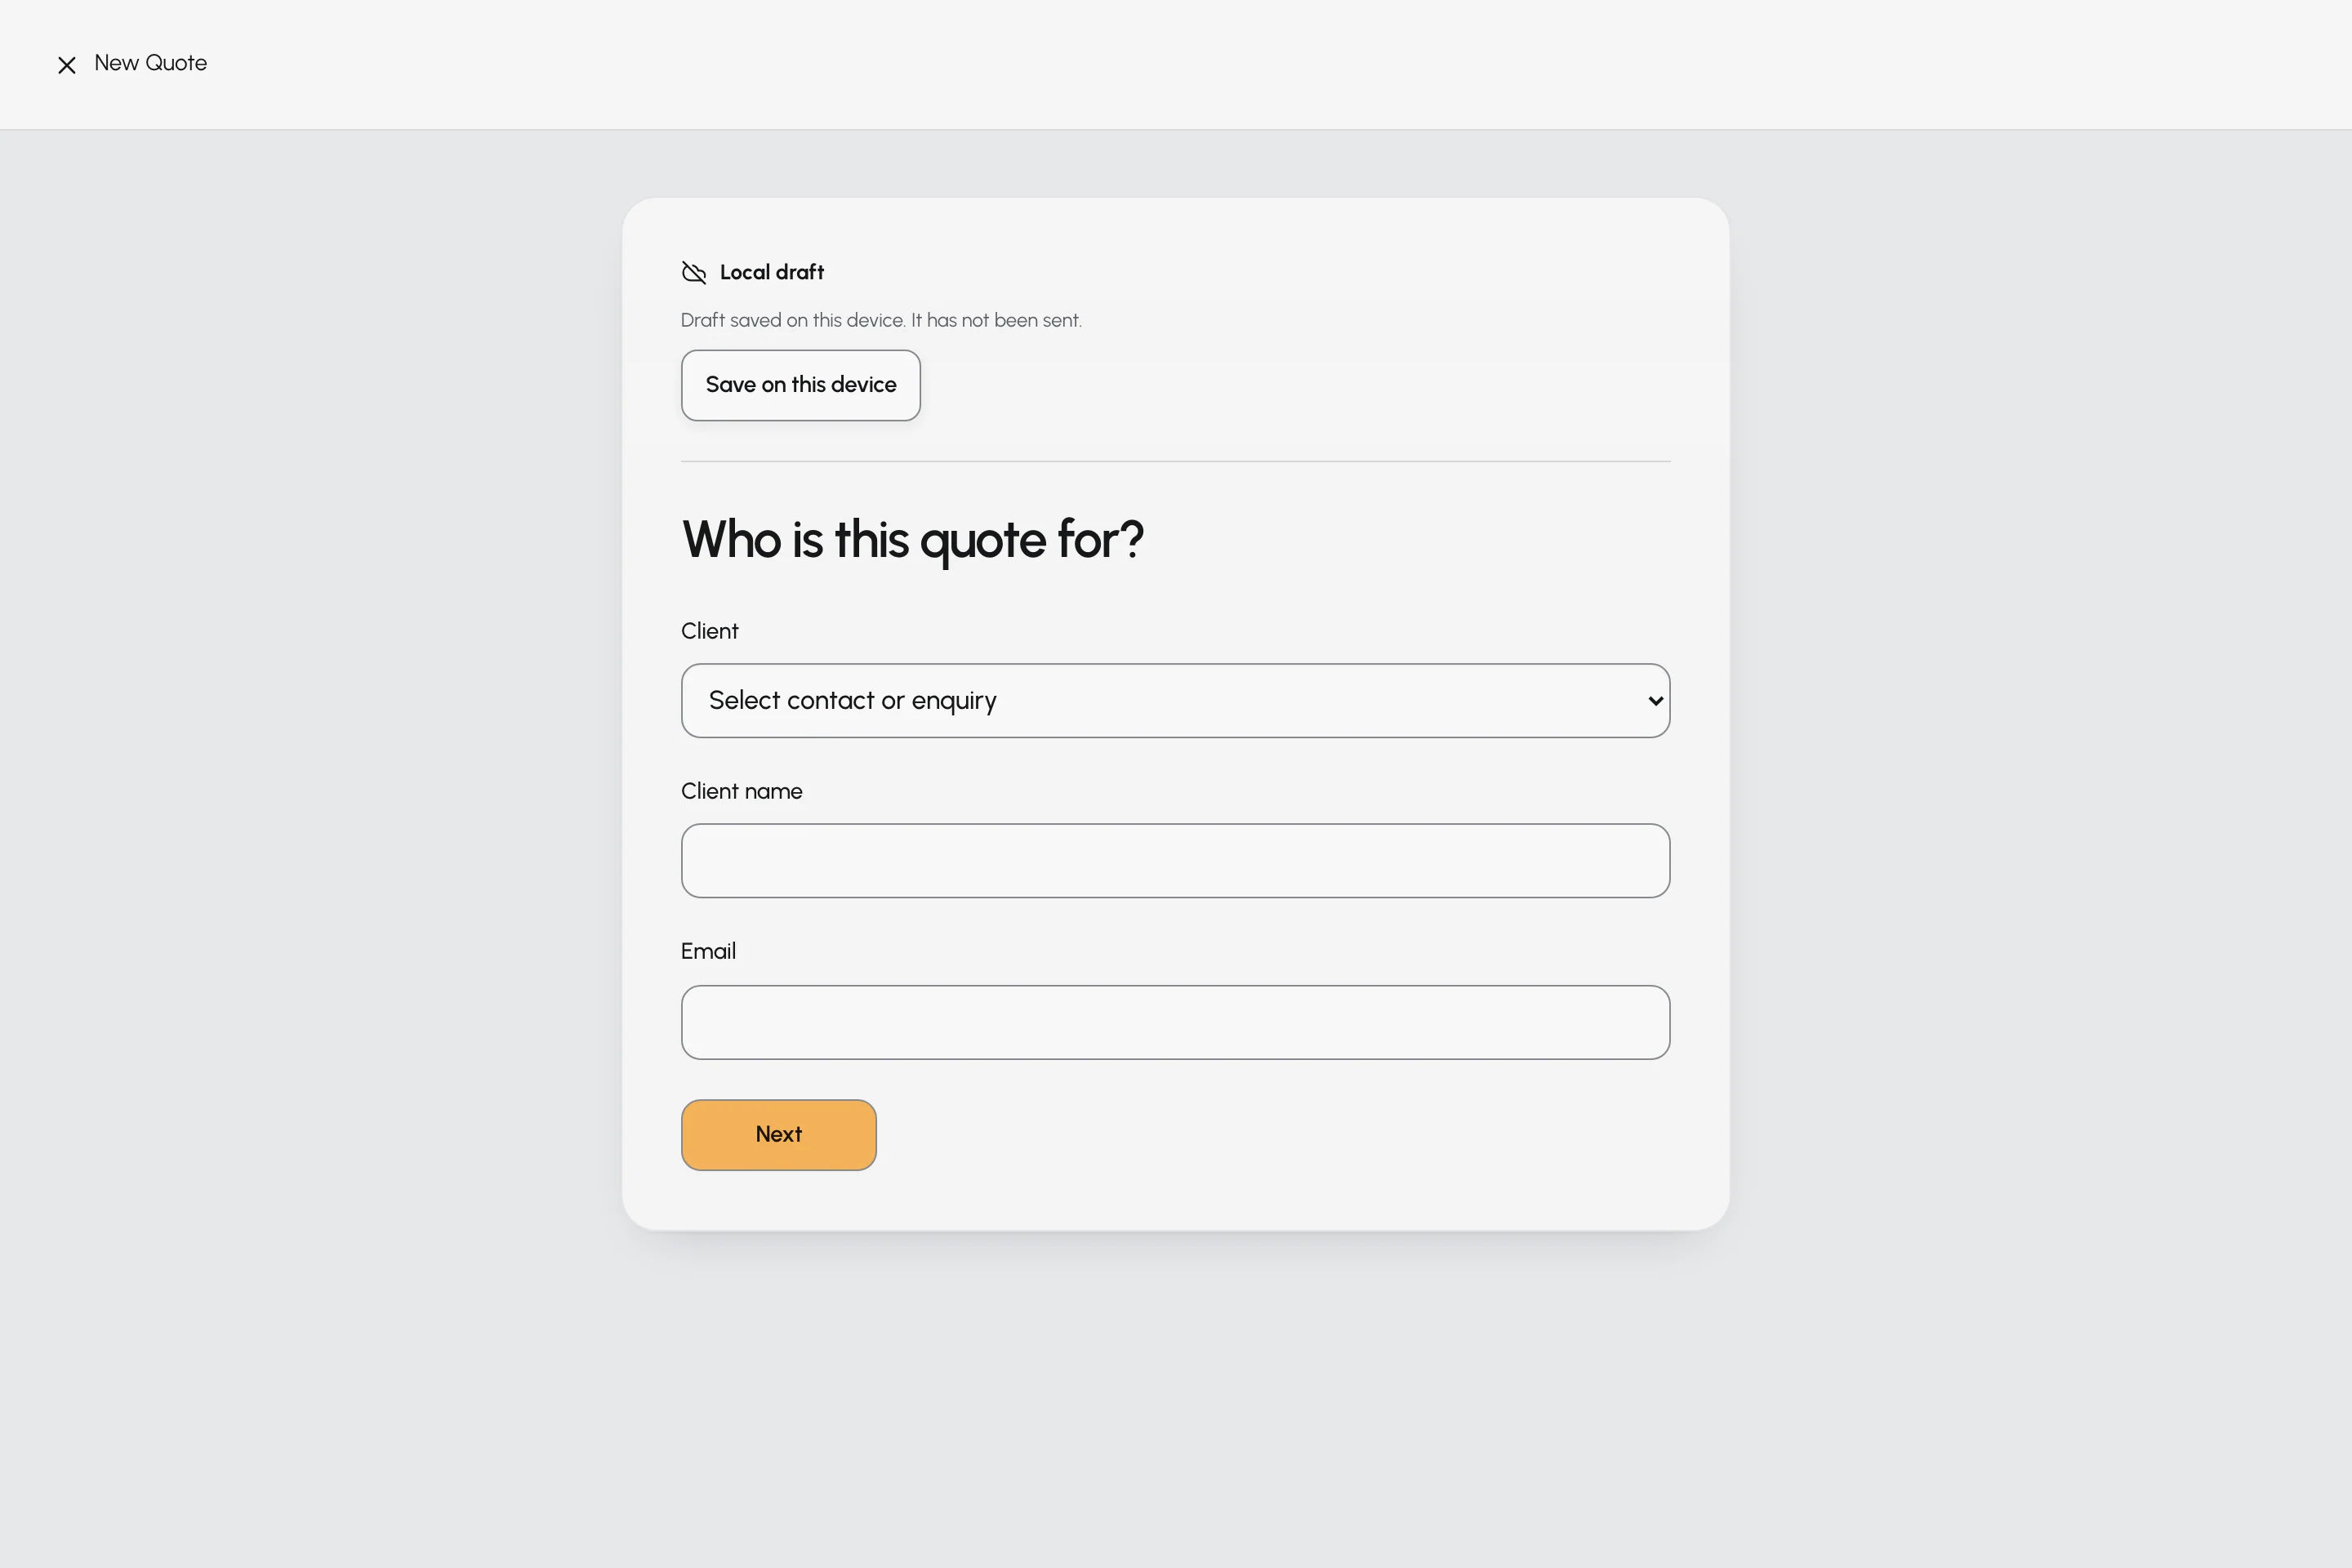 New Quote
Local draft
Draft saved on this device. It has not been sent.
Save on this device
Who is this quote for?
Client
Select contact or enquiry
Client name
Email
Next